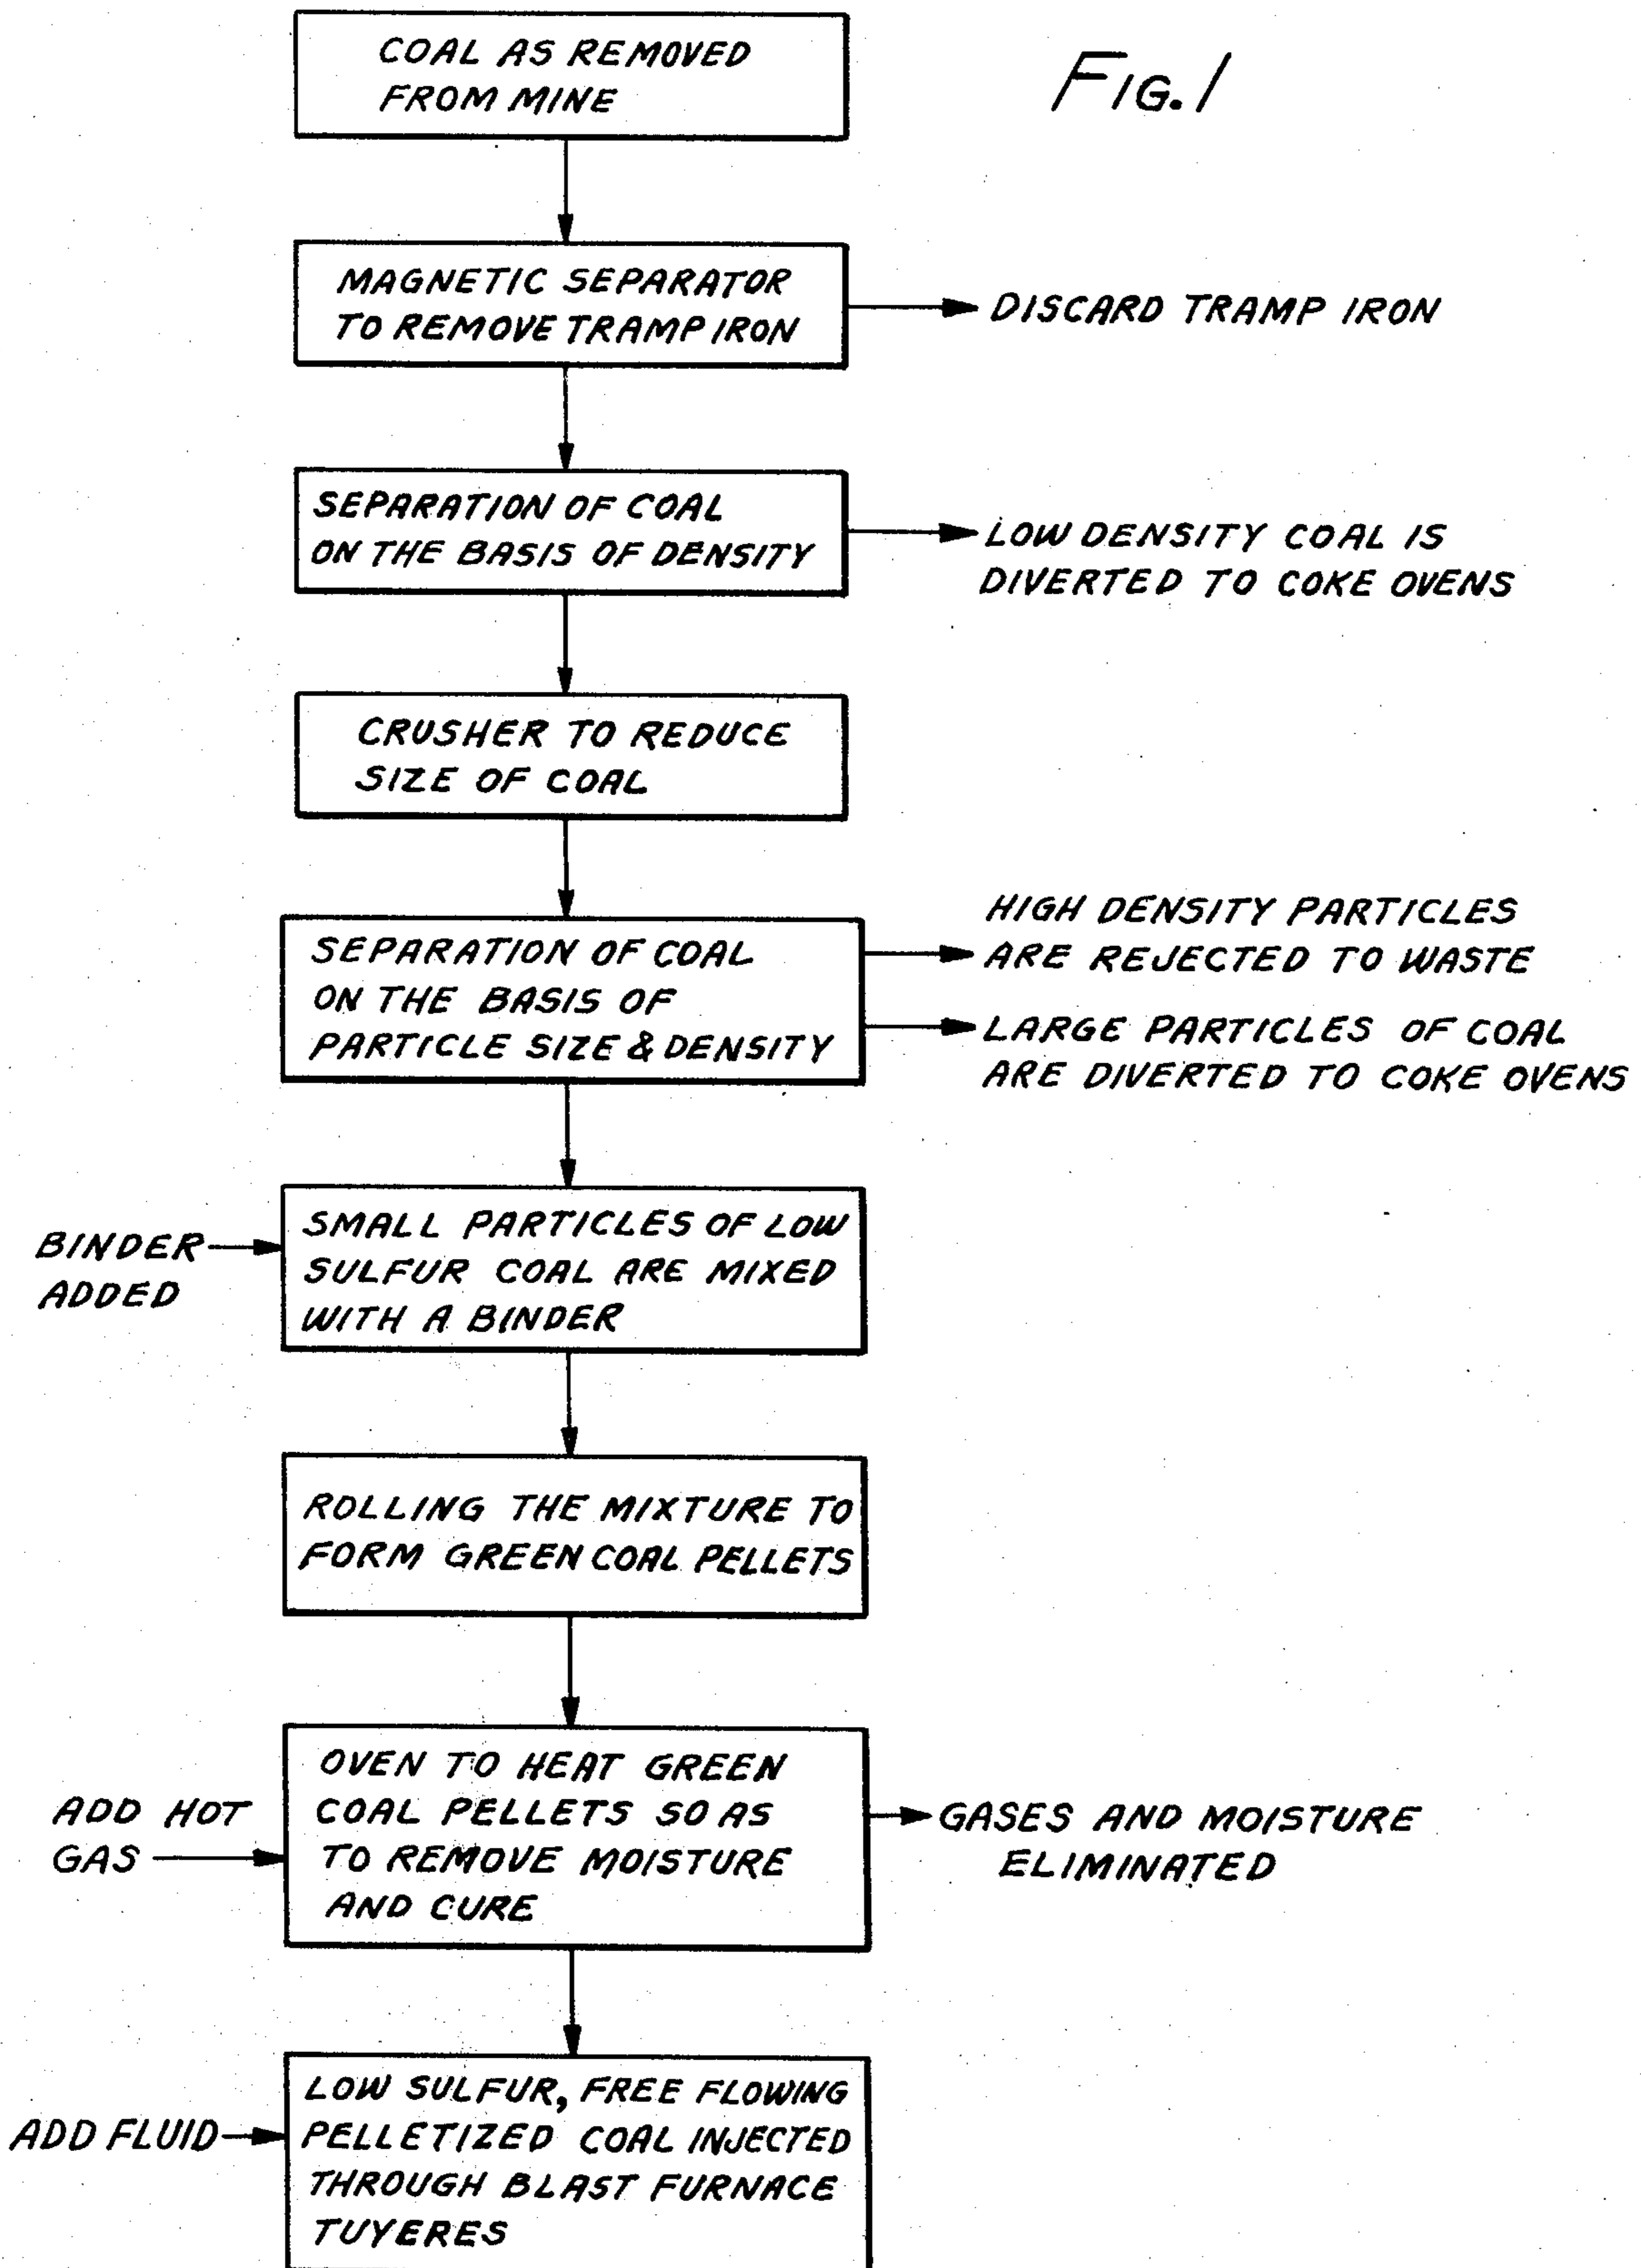 COAL AS REMOVED
FROM MINE
FIG. 1
MAGNETIC SEPARATOR
TO REMOVE TRAMP IRON
DISCARD TRAMP IRON
SEPARATION OF COAL
ON THE BASIS OF DENSITY
LOW DENSITY COAL IS
DIVERTED TO COKE OVENS
CRUSHER TO REDUCE
SIZE OF COAL
SEPARATION OF COAL
ON THE BASIS OF
PARTICLE SIZE & DENSITY
HIGH DENSITY PARTICLES
ARE REJECTED TO WASTE
LARGE PARTICLES OF COAL
ARE DIVERTED TO COKE OVENS
BINDER
ADDED
SMALL PARTICLES OF LOW
SULFUR COAL ARE MIXED
WITH A BINDER
ROLLING THE MIXTURE TO
FORM GREEN COAL PELLETS
ADD HOT
GAS
OVEN TO HEAT GREEN
COAL PELLETS SO AS
TO REMOVE MOISTURE
AND CURE
GASES AND MOISTURE
ELIMINATED
ADD FLUID
LOW SULFUR, FREE FLOWING
PELLETIZED COAL INJECTED
THROUGH BLAST FURNACE
TUYERES